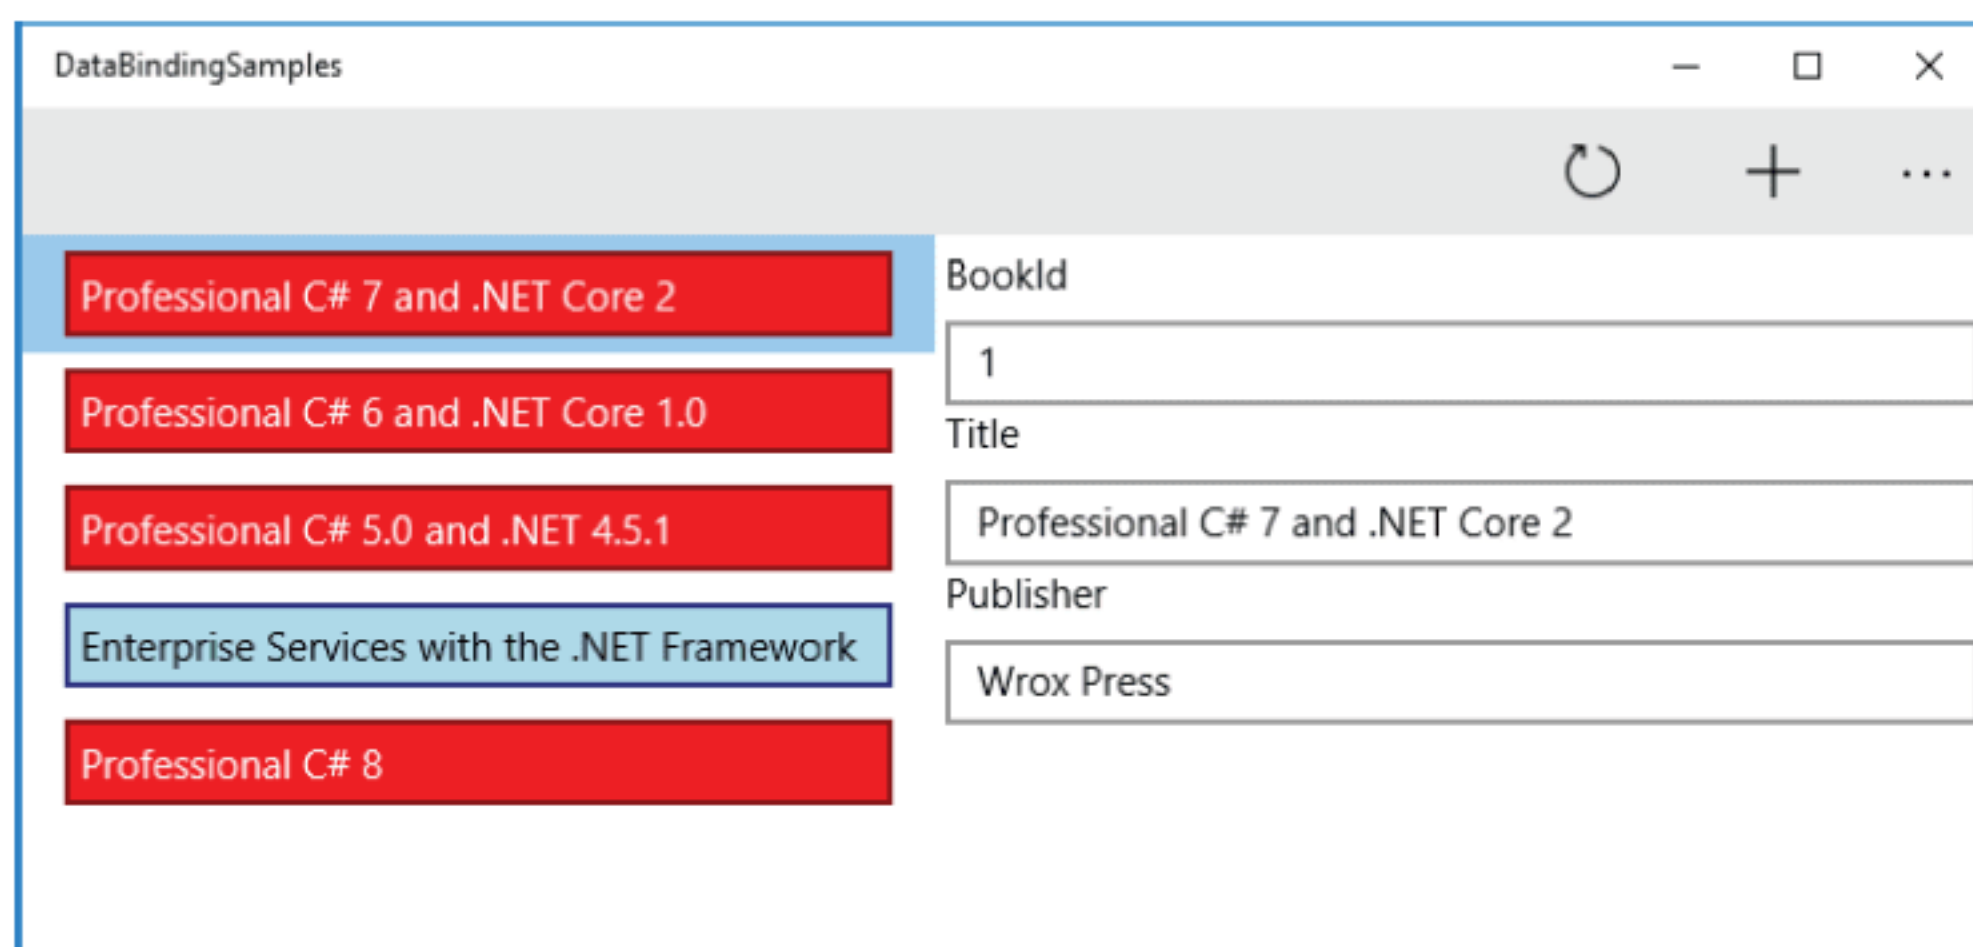 DataBindingSamples
Professional C# 7 and .NET Core 2
Professional C# 6 and .NET Core 1.0
Professional C# 5.0 and .NET 4.5.1
Enterprise Services with the .NET Framework
Professional C# 8
BookId
1
Title
Professional C# 7 and .NET Core 2
Publisher
Wrox Press